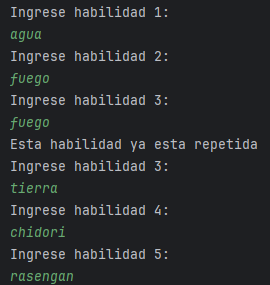 Ingrese habilidad 1:
agua
Ingrese habilidad 2:
fuego
Ingrese habilidad 3:
fuego
Esta habilidad ya esta repetida
Ingrese habilidad 3:
tierra
Ingrese habilidad 4:
chidori
Ingrese habilidad 5:
rasengan